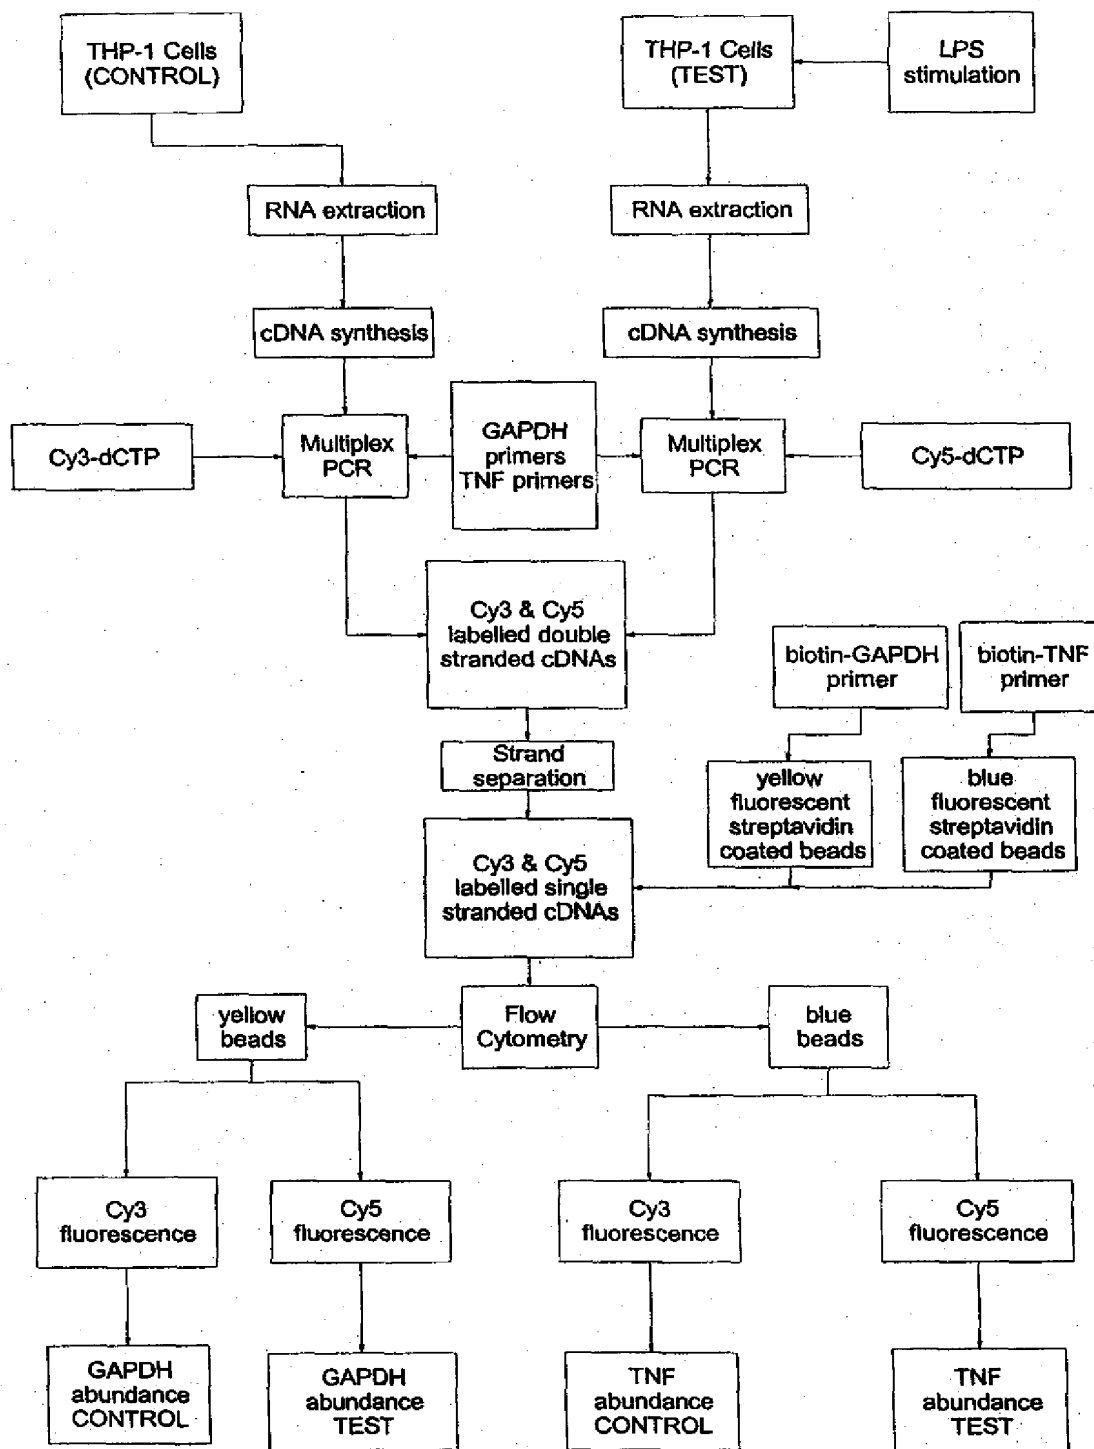 THP-1 Cells
(CONTROL)
THP-1 Cells
(TEST)
LPS
stimulation
RNA extraction
RNA extraction
cDNA synthesis
cDNA synthesis
Cy3-dCTP
Multiplex
PCR
GAPDH
primers
TNF primers
Multiplex
PCR
Cy5-dCTP
Cy3 & Cy5
labelled double
stranded cDNAs
biotin-GAPDH
primer
biotin-TNF
primer
Strand
separation
yellow
fluorescent
streptavidin
coated beads
blue
fluorescent
streptavidin
coated beads
Cy3 & Cy5
labelled single
stranded cDNAs
yellow
beads
Flow
Cytometry
blue
beads
Cy3
fluorescence
Cy5
fluorescence
Cy3
fluorescence
Cy5
fluorescence
GAPDH
abundance
CONTROL
GAPDH
abundance
TEST
TNF
abundance
CONTROL
TNF
abundance
TEST